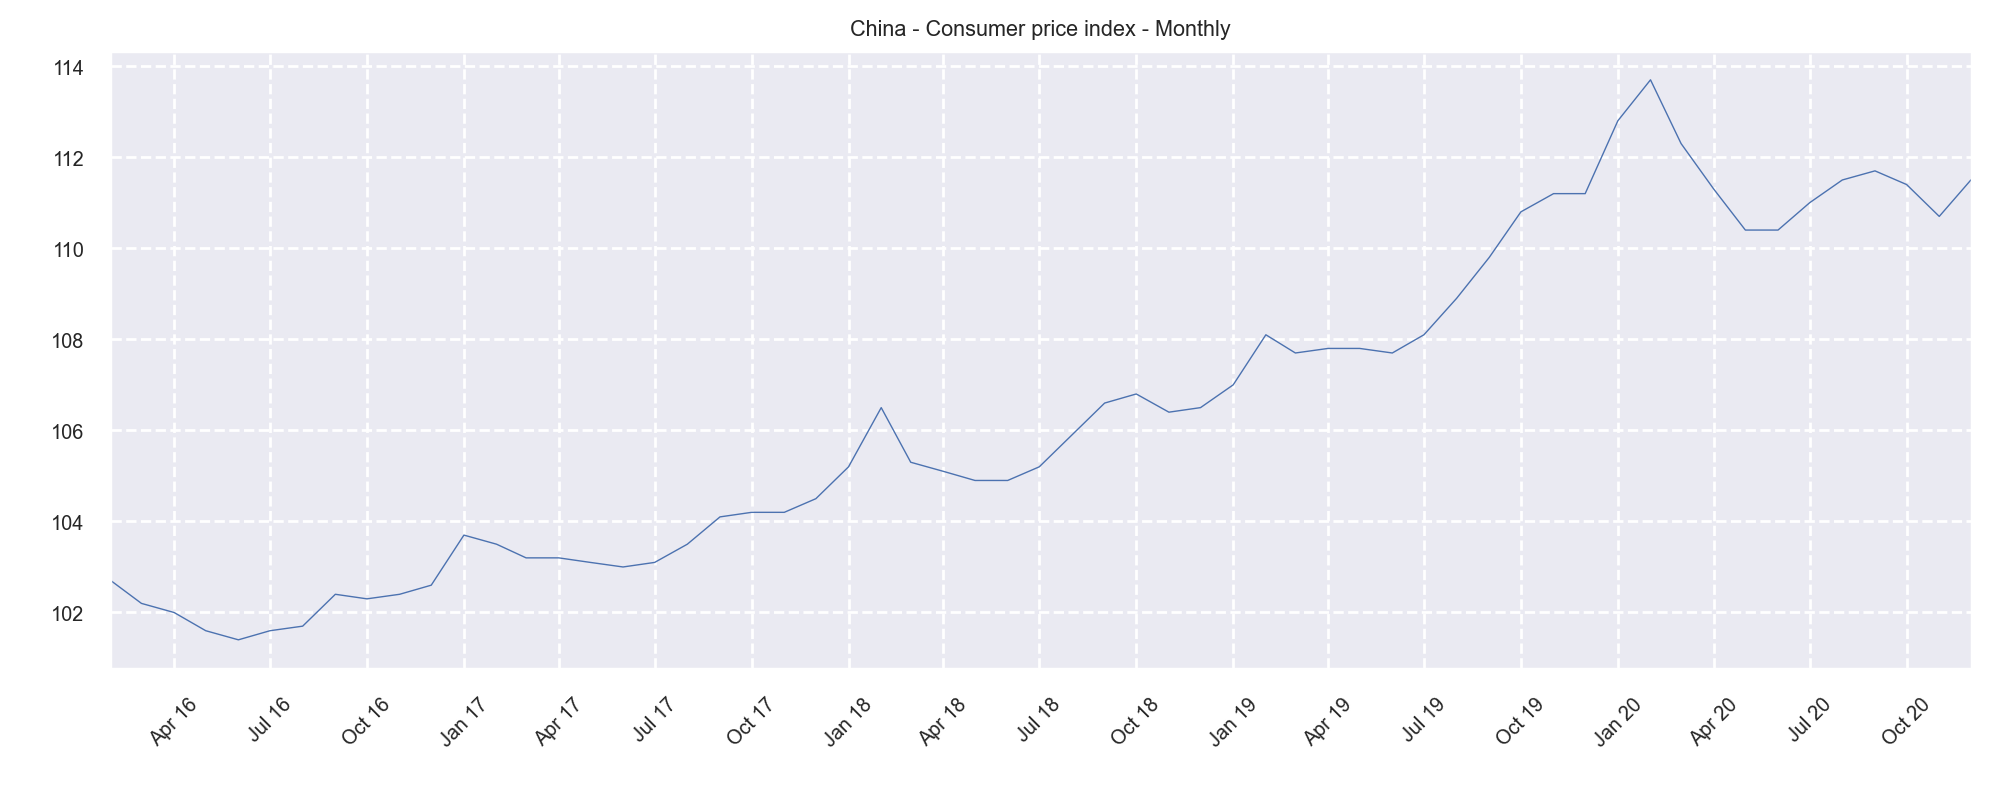 China - Consumer price index - Monthly
114
112
110
108
106
104
102
Apr 16
Jul 16
Oct 16
Jan 17
Apr 17
Jul 17
Oct 17
Jan 18
Apr 18
Jul 18
Oct 18
Jan 19
Apr 19
Jul 19
Oct 19
Jan 20
Apr 20
Jul 20
Oct 20